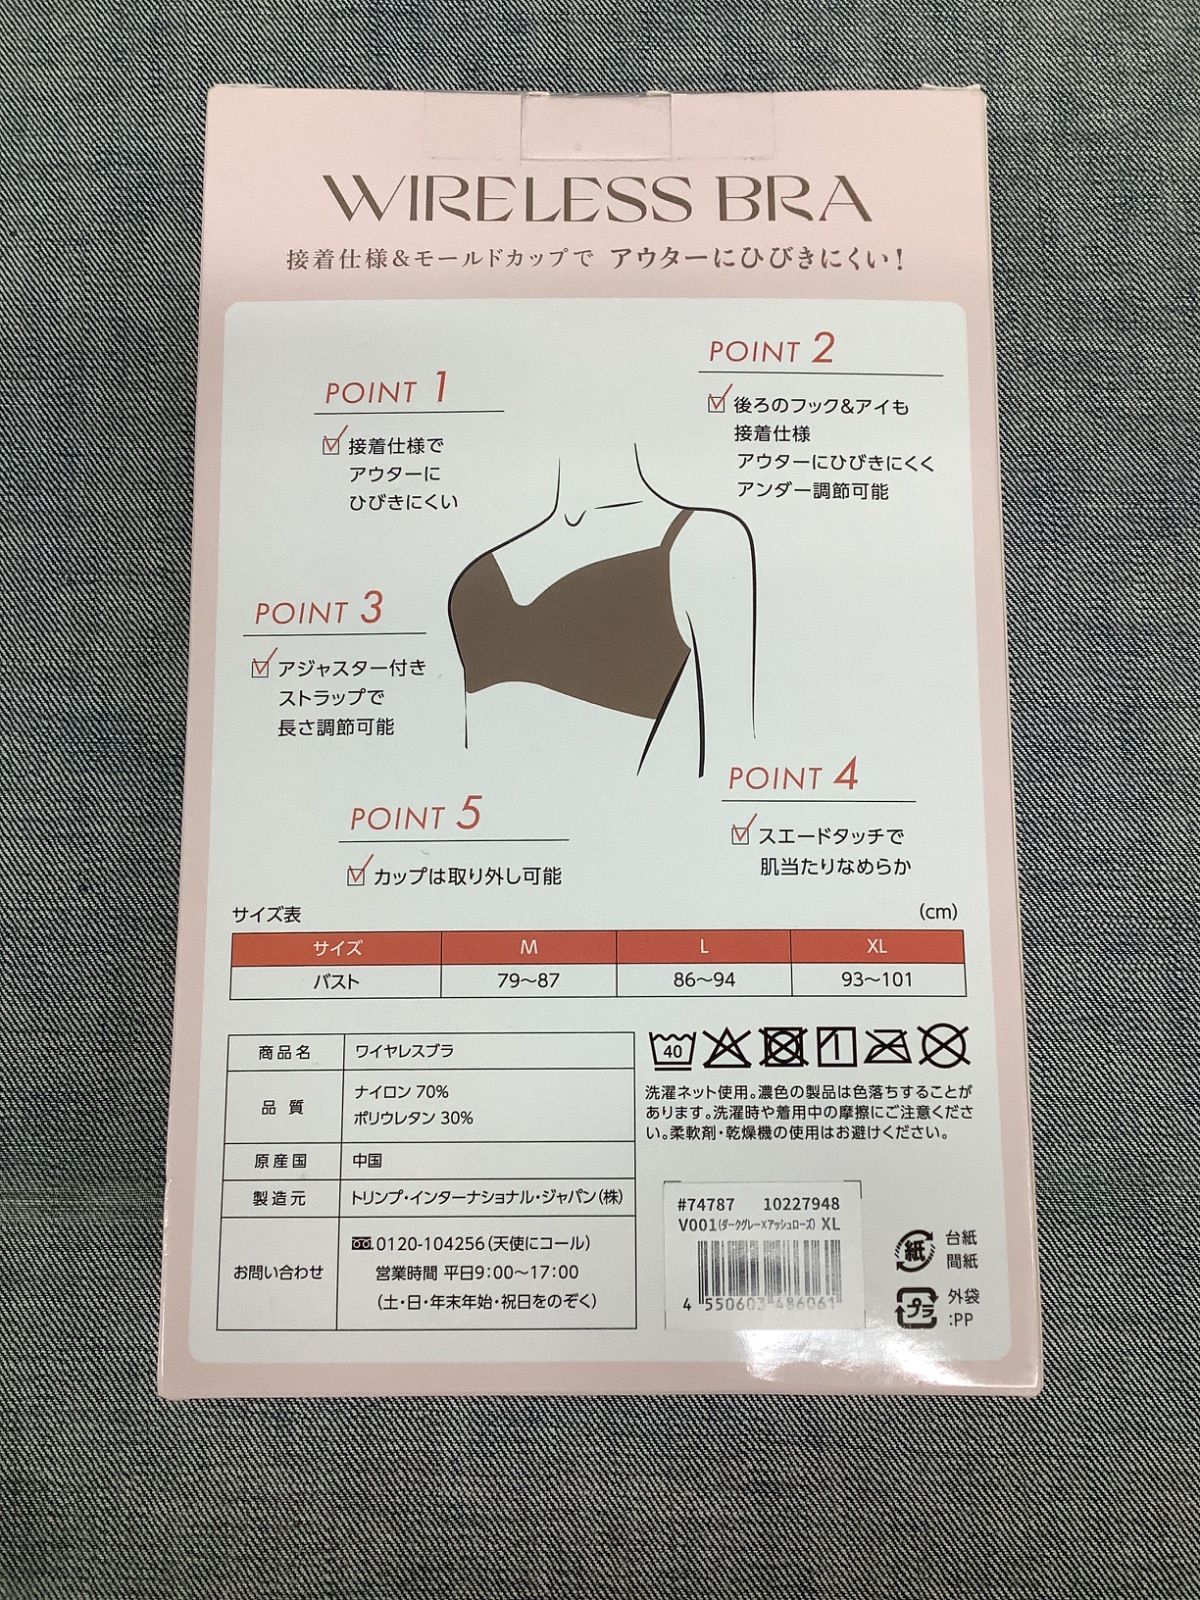 WIRELESS BRA
接着仕様&モールドカップで アウターにひびきにくい!
POINT 1
接着仕様で
アウターに
ひびきにくい
POINT 2
後ろのフック&アイも
接着仕様
アウターにひびきにくく
アンダー調節可能
POINT 3
アジャスター付き
ストラップで
長さ調節可能
POINT 4
スエードタッチで
肌当たりなめらか
POINT 5
カップは取り外し可能
サイズ表 (cm)
サイズ M L XL
バスト 79〜87 86〜94 93〜101
商品名 ワイヤレスブラ
品質 ナイロン 70%
ポリウレタン 30%
原産国 中国
製造元 トリンプ・インターナショナル・ジャパン(株)
お問い合わせ 0120-104256(天使にコール)
営業時間 平日9:00〜17:00
(土・日・年末年始・祝日をのぞく)
40
洗濯ネット使用。濃色の製品は色落ちすることが
あります。洗濯時や着用中の摩擦にご注意くださ
い。柔軟剤・乾燥機の使用はお避けください。
#74787 10227948
V001(ダークグレー×アッシュローズ) XL
4 550603 486061
紙 台紙
間紙
プラ 外袋
:PP